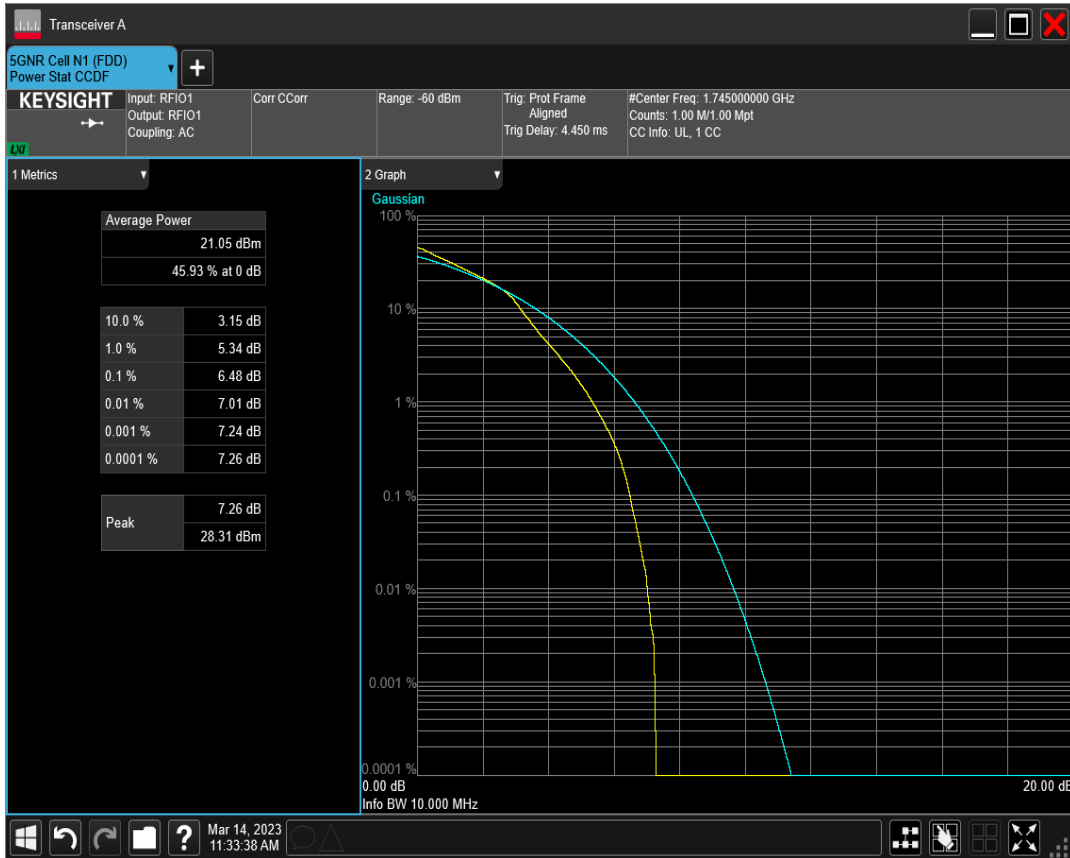 Transceiver A
5GNR Cell N1 (FDD)
Power Stat CCDF
+
KEYSIGHT
LXI
Input: RFIO1
Output: RFIO1
Coupling: AC
Corr CCorr
Range: -60 dBm
Trig: Prot Frame
Aligned
Trig Delay: 4.450 ms
#Center Freq: 1.745000000 GHz
Counts: 1.00 M/1.00 Mpt
CC Info: UL, 1 CC
1 Metrics
Average Power
21.05 dBm
45.93 % at 0 dB
10.0 % 3.15 dB
1.0 % 5.34 dB
0.1 % 6.48 dB
0.01 % 7.01 dB
0.001 % 7.24 dB
0.0001 % 7.26 dB
Peak
7.26 dB
28.31 dBm
2 Graph
Gaussian
100 %
10 %
1 %
0.1 %
0.01 %
0.001 %
0.0001 %
0.00 dB 20.00 dB
Info BW 10.000 MHz
?
Mar 14, 2023
11:33:38 AM